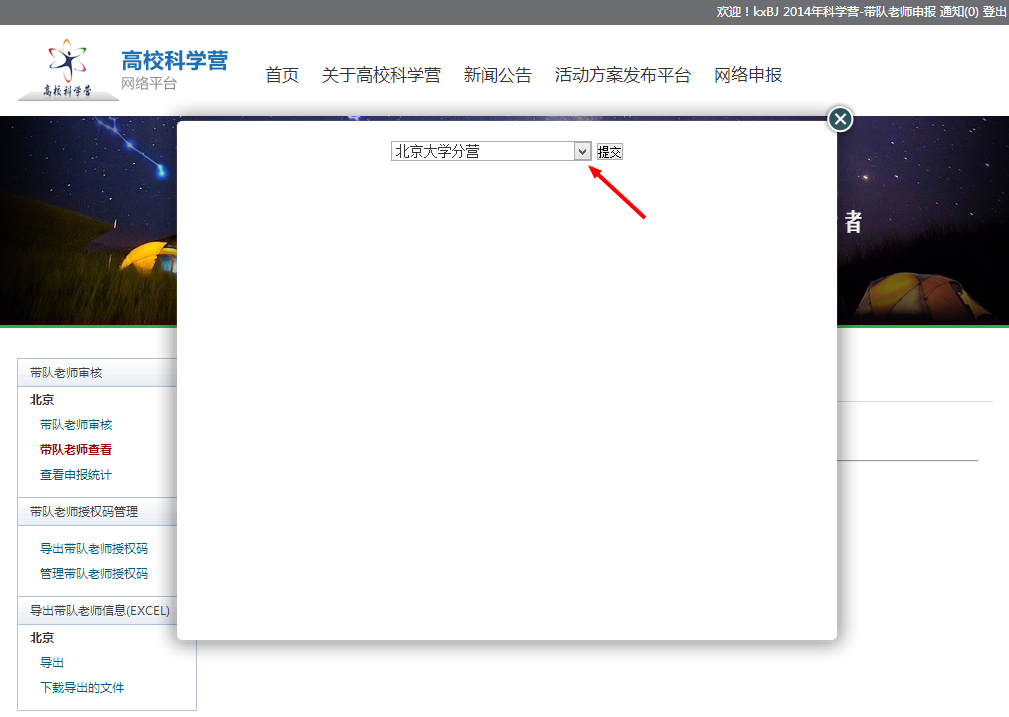 欢迎！kxBJ 2014年科学营-带队老师申报 通知(0) 登出
高校科学营
网络平台
高校科学营
首页 关于高校科学营 新闻公告 活动方案发布平台 网络申报
北京大学分营 提交
者
带队老师审核
北京
带队老师审核
带队老师查看
查看申报统计
带队老师授权码管理
导出带队老师授权码
管理带队老师授权码
导出带队老师信息(EXCEL)
北京
导出
下载导出的文件